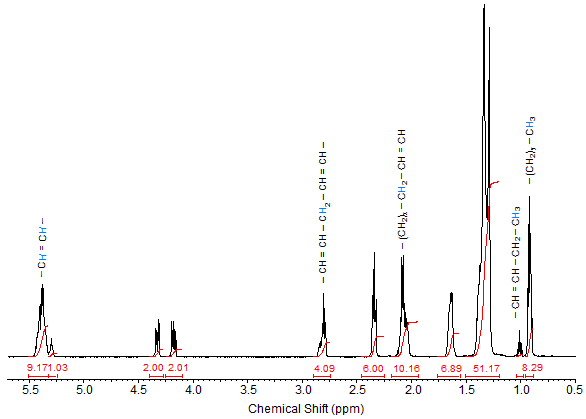 – CH = CH –
– CH = CH – CH2 – CH = CH –
– (CH2)x – CH2 – CH = CH
– CH = CH – CH2 – CH3
– (CH2)y – CH3
9.17 1.03 2.00 2.01 4.09 6.00 10.16 6.89 51.17 8.29
5.5 5.0 4.5 4.0 3.5 3.0 2.5 2.0 1.5 1.0
Chemical Shift (ppm)